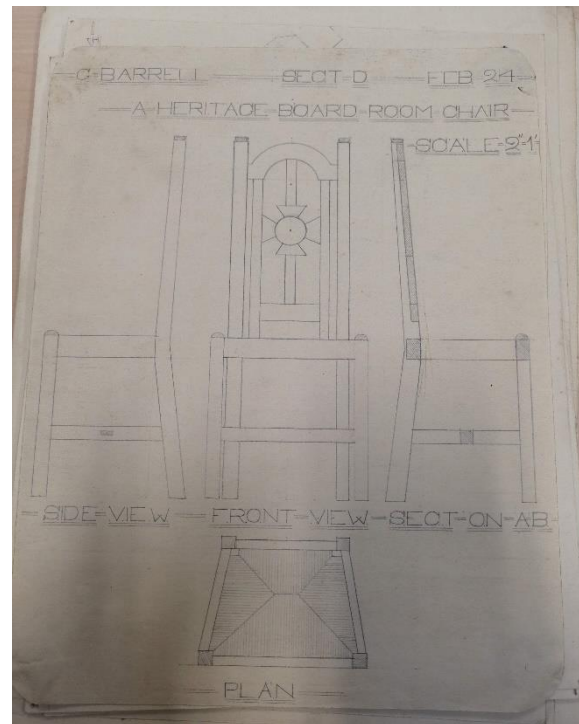 C·BARRELL SECT·D FEB 24
A HERITAGE BOARD ROOM CHAIR
SCALE 2"=1'
SIDE VIEW FRONT VIEW SECT·ON·AB
PLAN